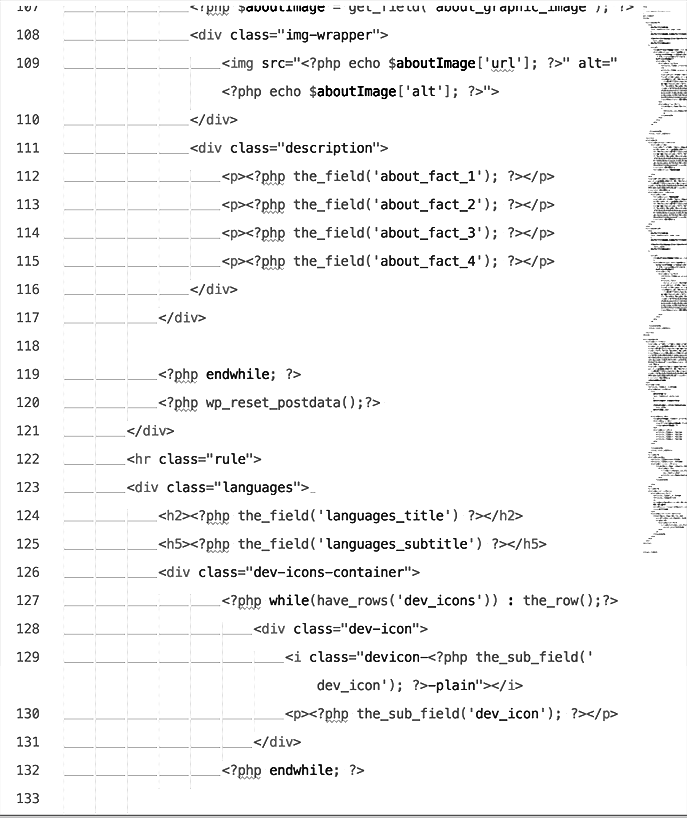 107 <?php $aboutImage = get_field('about_graphic_image'); ?>
108 <div class="img-wrapper">
109 <img src="<?php echo $aboutImage['url']; ?>" alt="
<?php echo $aboutImage['alt']; ?>">
110 </div>
111 <div class="description">
112 <p><?php the_field('about_fact_1'); ?></p>
113 <p><?php the_field('about_fact_2'); ?></p>
114 <p><?php the_field('about_fact_3'); ?></p>
115 <p><?php the_field('about_fact_4'); ?></p>
116 </div>
117 </div>
118
119 <?php endwhile; ?>
120 <?php wp_reset_postdata();?>
121 </div>
122 <hr class="rule">
123 <div class="languages">
124 <h2><?php the_field('languages_title') ?></h2>
125 <h5><?php the_field('languages_subtitle') ?></h5>
126 <div class="dev-icons-container">
127 <?php while(have_rows('dev_icons')) : the_row();?>
128 <div class="dev-icon">
129 <i class="devicon-<?php the_sub_field('
dev_icon'); ?>-plain"></i>
130 <p><?php the_sub_field('dev_icon'); ?></p>
131 </div>
132 <?php endwhile; ?>
133